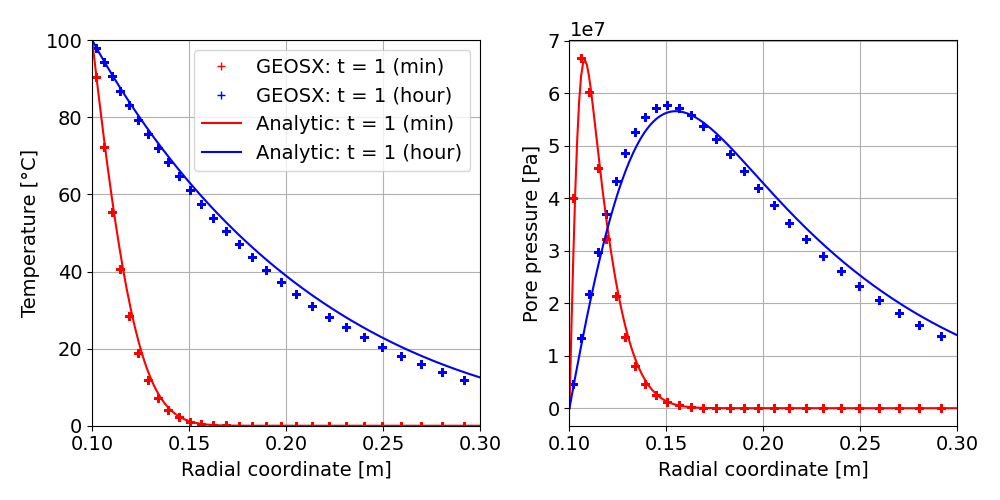 100
80
60
40
20
0
0.10
0.15
0.20
0.25
0.30
Temperature [°C]
Radial coordinate [m]
GEOSX: t = 1 (min)
GEOSX: t = 1 (hour)
Analytic: t = 1 (min)
Analytic: t = 1 (hour)
1e7
7
6
5
4
3
2
1
0
0.10
0.15
0.20
0.25
0.30
Pore pressure [Pa]
Radial coordinate [m]